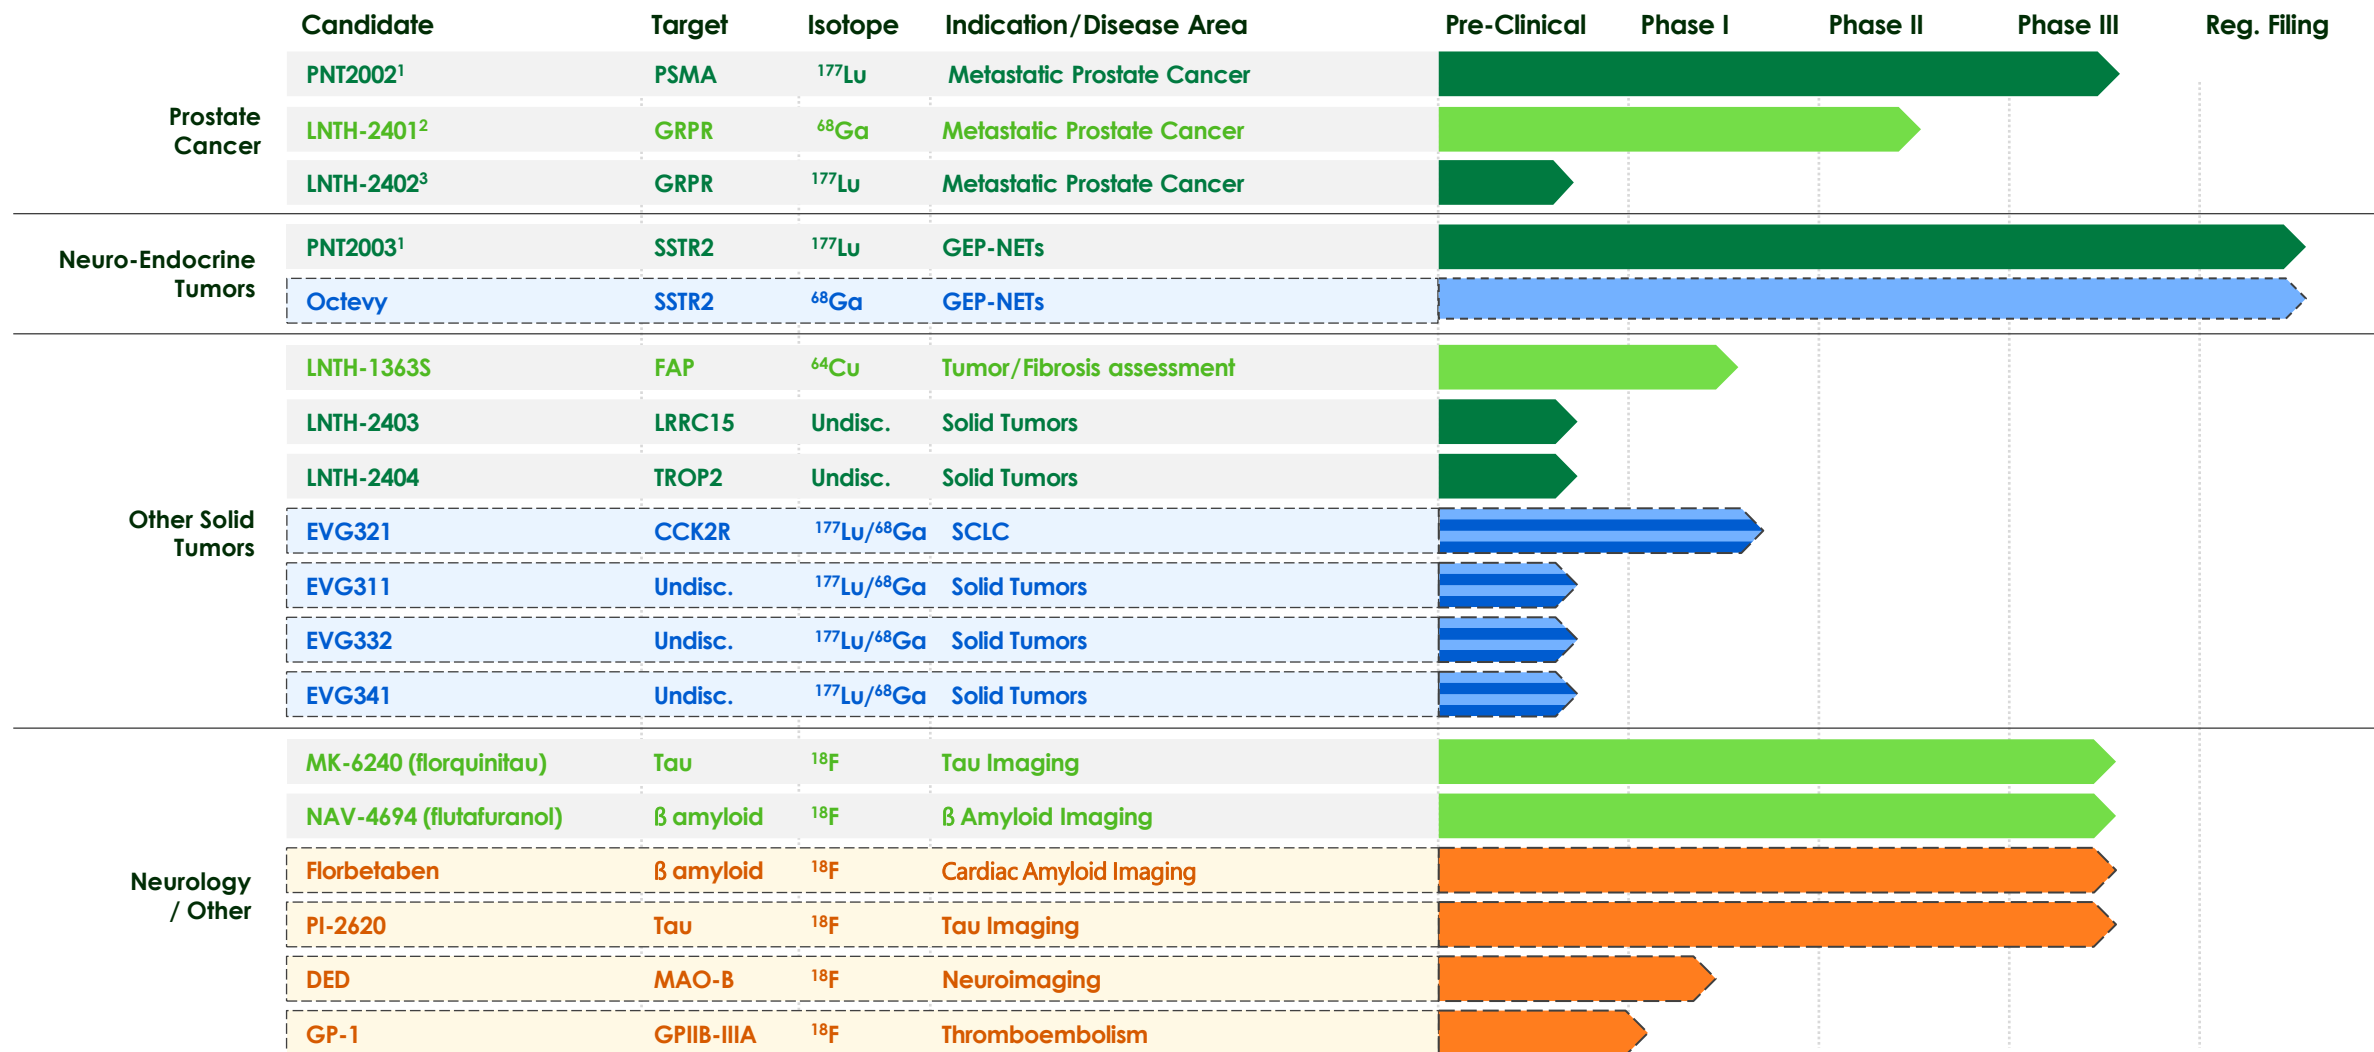 Candidate Target Isotope Indication/Disease Area Pre-Clinical Phase I Phase II Phase III Reg. Filing
Prostate
Cancer
PNT2002¹ PSMA ¹⁷⁷Lu Metastatic Prostate Cancer
LNTH-2401² GRPR ⁶⁸Ga Metastatic Prostate Cancer
LNTH-2402³ GRPR ¹⁷⁷Lu Metastatic Prostate Cancer
Neuro-Endocrine
Tumors
PNT2003¹ SSTR2 ¹⁷⁷Lu GEP-NETs
Octevy SSTR2 ⁶⁸Ga GEP-NETs
Other Solid
Tumors
LNTH-1363S FAP ⁶⁴Cu Tumor/Fibrosis assessment
LNTH-2403 LRRC15 Undisc. Solid Tumors
LNTH-2404 TROP2 Undisc. Solid Tumors
EVG321 CCK2R ¹⁷⁷Lu/⁶⁸Ga SCLC
EVG311 Undisc. ¹⁷⁷Lu/⁶⁸Ga Solid Tumors
EVG332 Undisc. ¹⁷⁷Lu/⁶⁸Ga Solid Tumors
EVG341 Undisc. ¹⁷⁷Lu/⁶⁸Ga Solid Tumors
Neurology
/ Other
MK-6240 (florquinitau) Tau ¹⁸F Tau Imaging
NAV-4694 (flutafuranol) ß amyloid ¹⁸F ß Amyloid Imaging
Florbetaben ß amyloid ¹⁸F Cardiac Amyloid Imaging
PI-2620 Tau ¹⁸F Tau Imaging
DED MAO-B ¹⁸F Neuroimaging
GP-1 GPIIB-IIIA ¹⁸F Thromboembolism